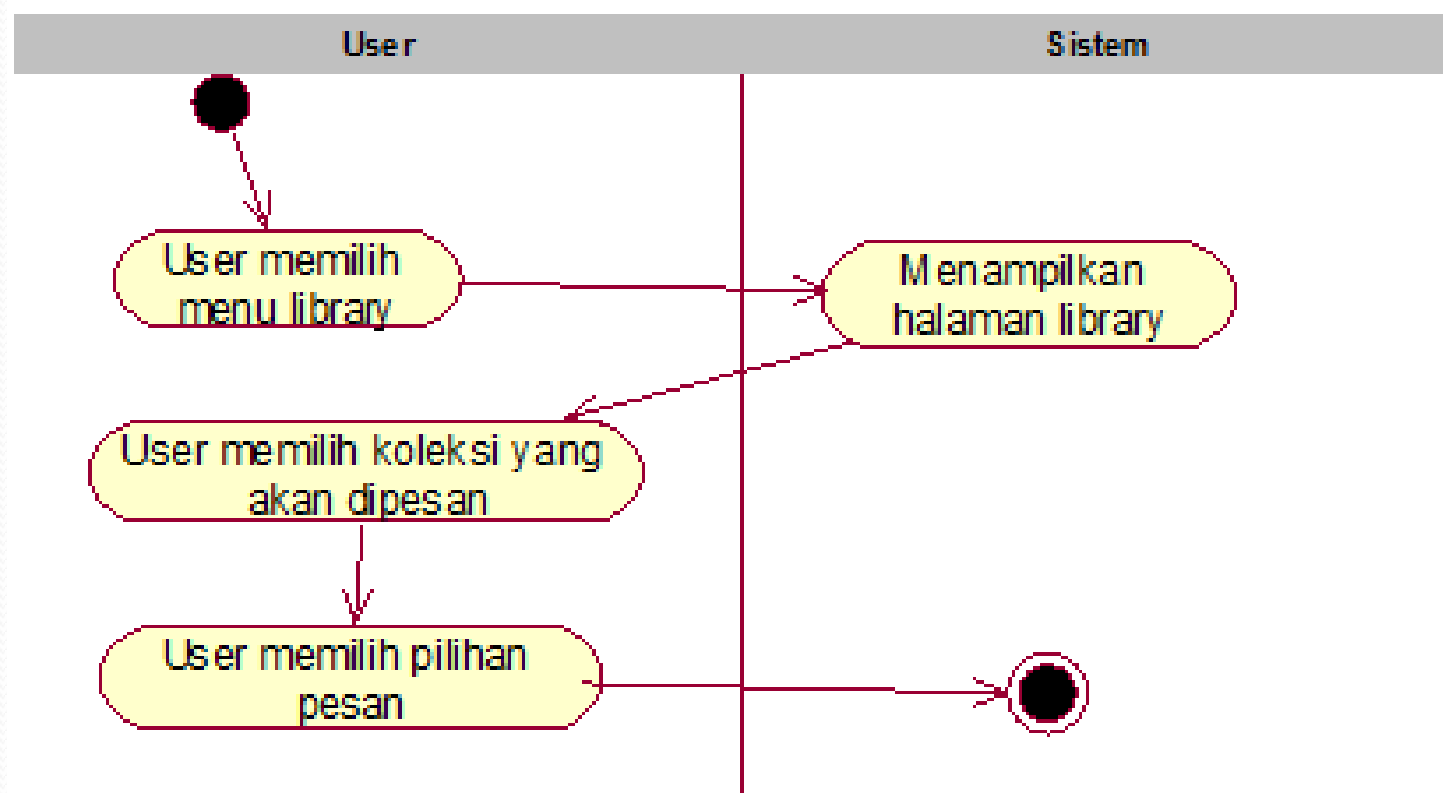 User
Sistem
User memilih
menu library
Menampilkan
halaman library
User memilih koleksi yang
akan dipesan
User memilih pilihan
pesan